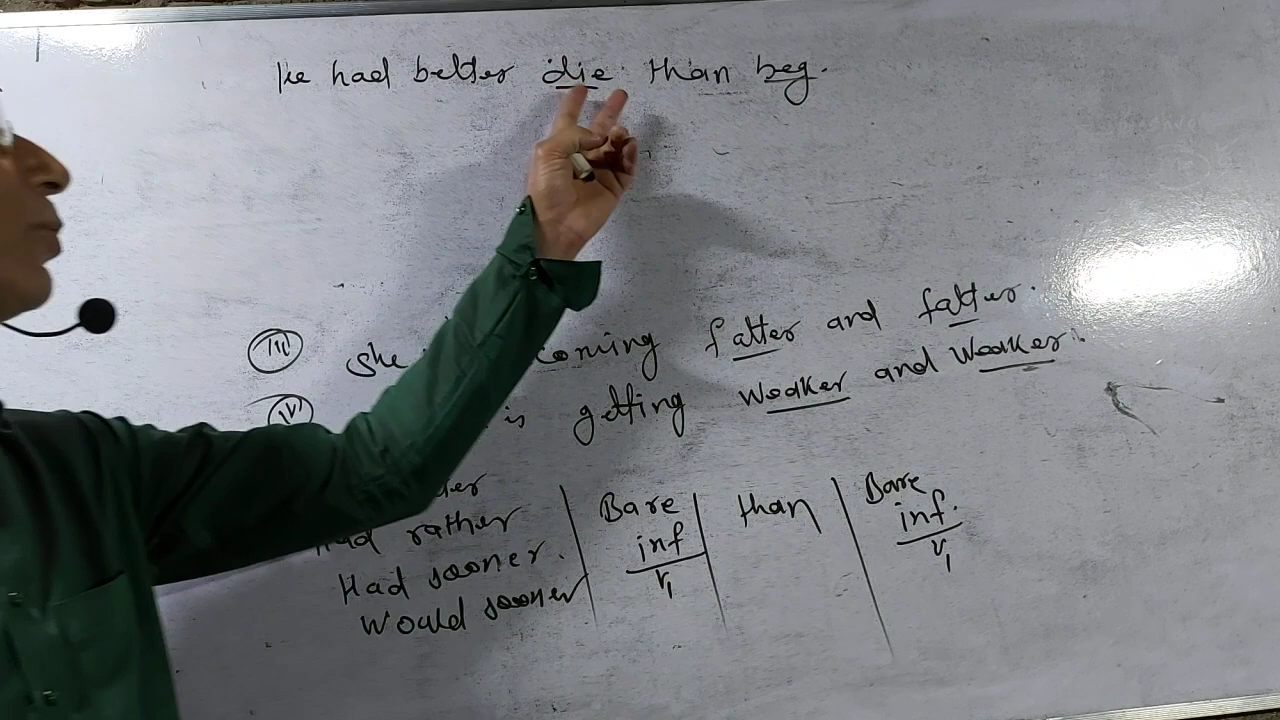 He had better die than beg.
(III) She coming fatter and fatter.
(IV) is getting Weaker and Weaker.
Had rather | Bare inf V1 | than | Bare inf. V1
Had sooner.
Would sooner